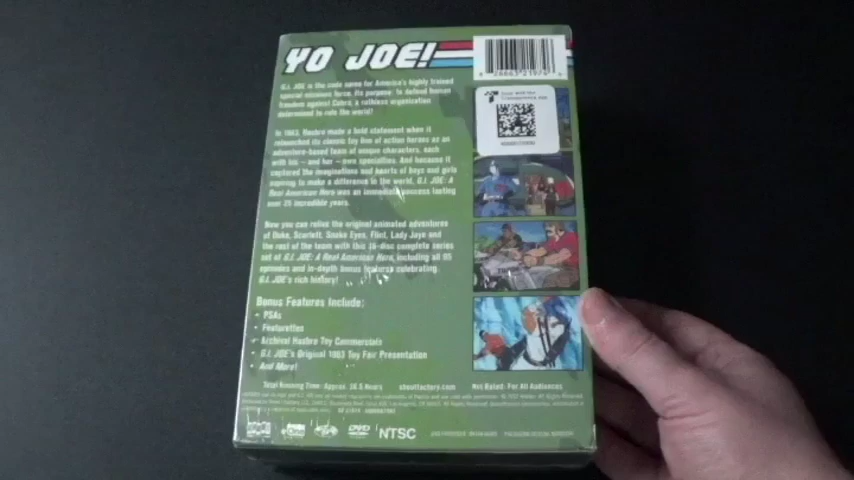 YO JOE!
G.I. JOE is the code name for America's highly trained
special missions force. Its purpose: to defend human
freedom against Cobra, a ruthless organization
determined to rule the world!
In 1983, Hasbro made a bold statement when it
relaunched its classic toy line of action heroes as an
adventure-based team of unique characters, each
with his – and her – own specialties. And because it
captured the imaginations and hearts of boys and girls
aspiring to make a difference in the world, G.I. JOE: A
Real American Hero was an immediate success lasting
over 25 incredible years.
Now you can relive the original animated adventures
of Duke, Scarlett, Snake Eyes, Flint, Lady Jaye and
the rest of the team with this 15-disc complete series
set of G.I. JOE: A Real American Hero, including all 95
episodes and in-depth bonus features celebrating
G.I. JOE's rich history!
Bonus Features Include:
• PSAs
• Featurettes
• Archival Hasbro Toy Commercials
• G.I. JOE's Original 1983 Toy Fair Presentation
• And More!
Total Running Time: Approx. 36.5 Hours shoutfactory.com Not Rated: For All Audiences
DVD NTSC